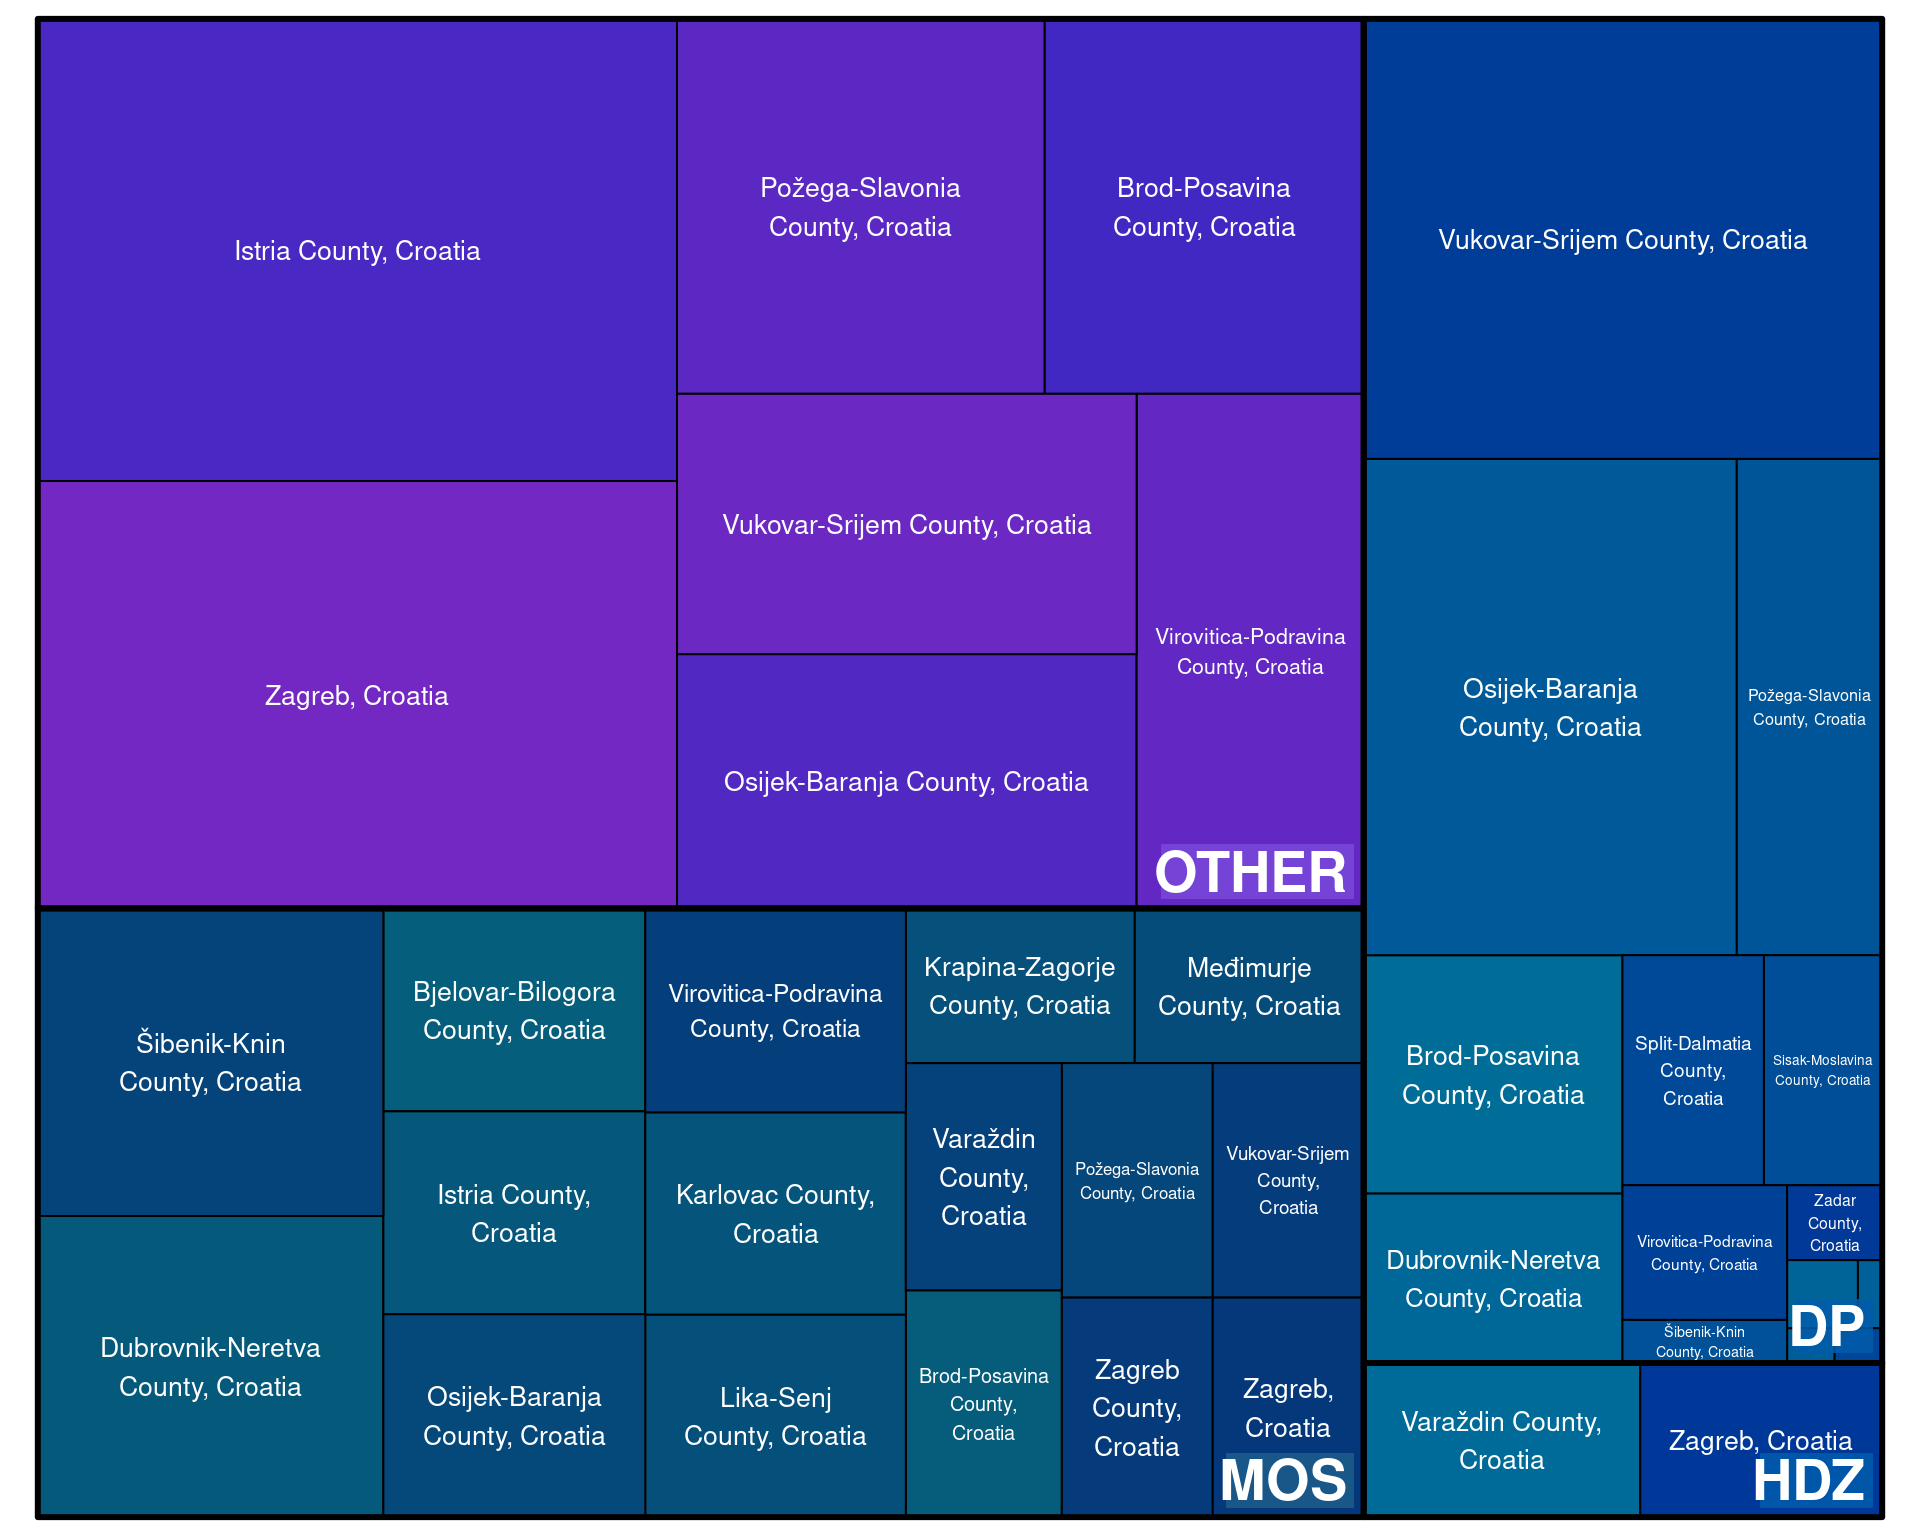 Istria County, Croatia
Zagreb, Croatia
Požega-Slavonia
County, Croatia
Brod-Posavina
County, Croatia
Vukovar-Srijem County, Croatia
Osijek-Baranja County, Croatia
Virovitica-Podravina
County, Croatia
OTHER
Šibenik-Knin
County, Croatia
Dubrovnik-Neretva
County, Croatia
Bjelovar-Bilogora
County, Croatia
Istria County,
Croatia
Osijek-Baranja
County, Croatia
Virovitica-Podravina
County, Croatia
Karlovac County,
Croatia
Lika-Senj
County, Croatia
Krapina-Zagorje
County, Croatia
Međimurje
County, Croatia
Varaždin
County,
Croatia
Brod-Posavina
County,
Croatia
Požega-Slavonia
County, Croatia
Vukovar-Srijem
County,
Croatia
Zagreb
County,
Croatia
Zagreb,
Croatia
MOS
Vukovar-Srijem County, Croatia
Osijek-Baranja
County, Croatia
Požega-Slavonia
County, Croatia
Brod-Posavina
County, Croatia
Dubrovnik-Neretva
County, Croatia
Split-Dalmatia
County,
Croatia
Sisak-Moslavina
County, Croatia
Virovitica-Podravina
County, Croatia
Šibenik-Knin
County, Croatia
Zadar
County,
Croatia
DP
Varaždin County,
Croatia
Zagreb, Croatia
HDZ